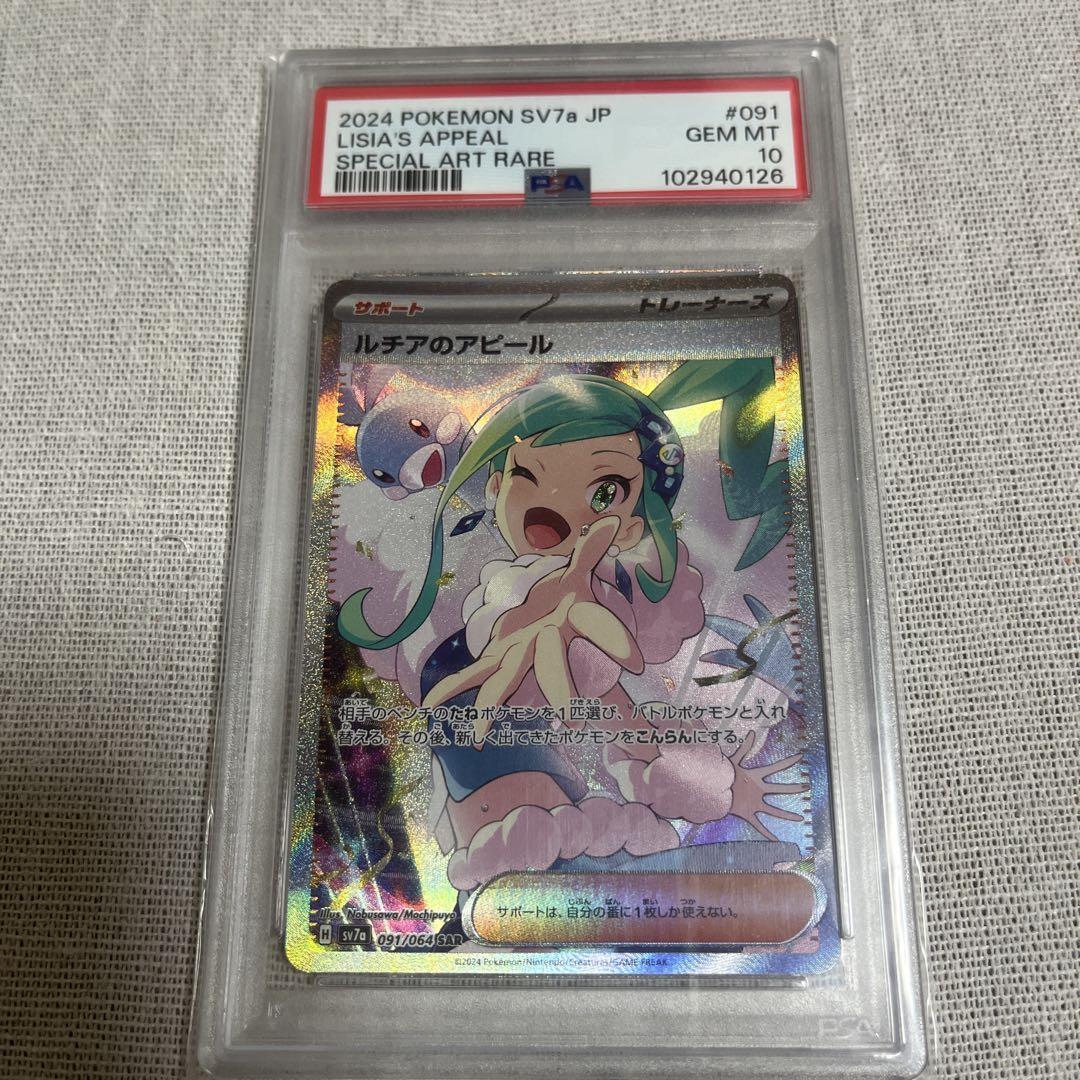 2024 POKEMON SV7a JP #091
LISIA'S APPEAL GEM MT
SPECIAL ART RARE 10
PSA 102940126
サポート トレーナーズ
ルチアのアピール
相手のベンチのたねポケモンを1匹選び、バトルポケモンと入れ
替える。その後、新しく出てきたポケモンをこんらんにする。
サポートは、自分の番に1枚しか使えない。
Illus. Nobusawa/Mochipuyo
H sv7a 091/064 SAR
©2024 Pokémon/Nintendo/Creatures/GAME FREAK
PSA